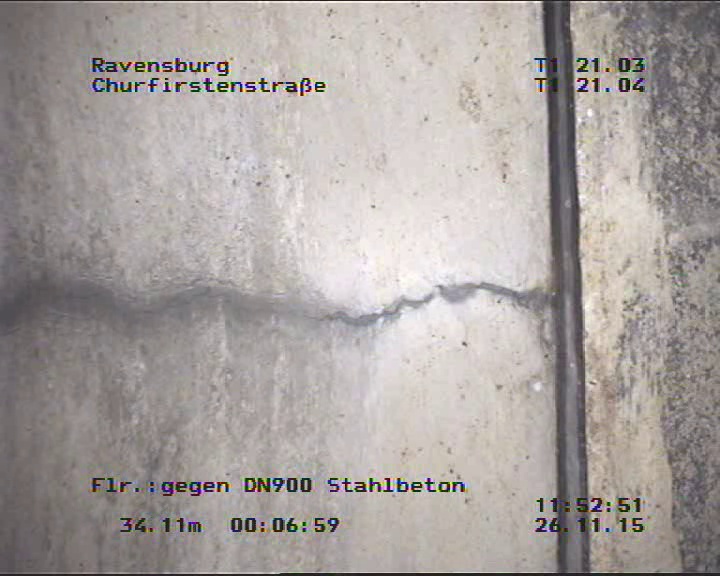 Ravensburg T1 21.03
Churfirstenstraße T1 21.04
Flr.:gegen DN900 Stahlbeton
11:52:51
34.11m 00:06:59 26.11.15